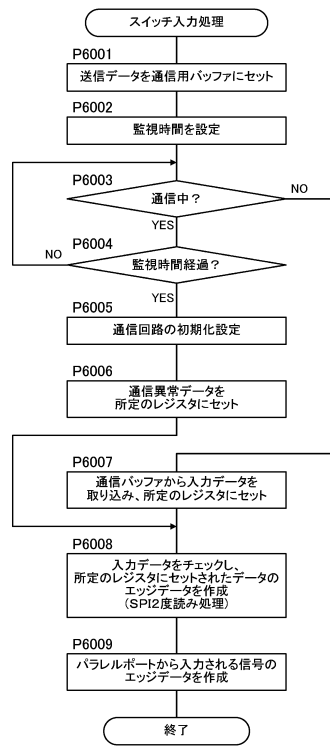 スイッチ入力処理
P6001
送信データを通信用バッファにセット
P6002
監視時間を設定
P6003
通信中?
NO
YES
P6004
NO
監視時間経過?
YES
P6005
通信回路の初期化設定
P6006
通信異常データを
所定のレジスタにセット
P6007
通信バッファから入力データを
取り込み、所定のレジスタにセット
P6008
入力データをチェックし、
所定のレジスタにセットされたデータの
エッジデータを作成
(SPI2度読み処理)
P6009
パラレルポートから入力される信号の
エッジデータを作成
終了